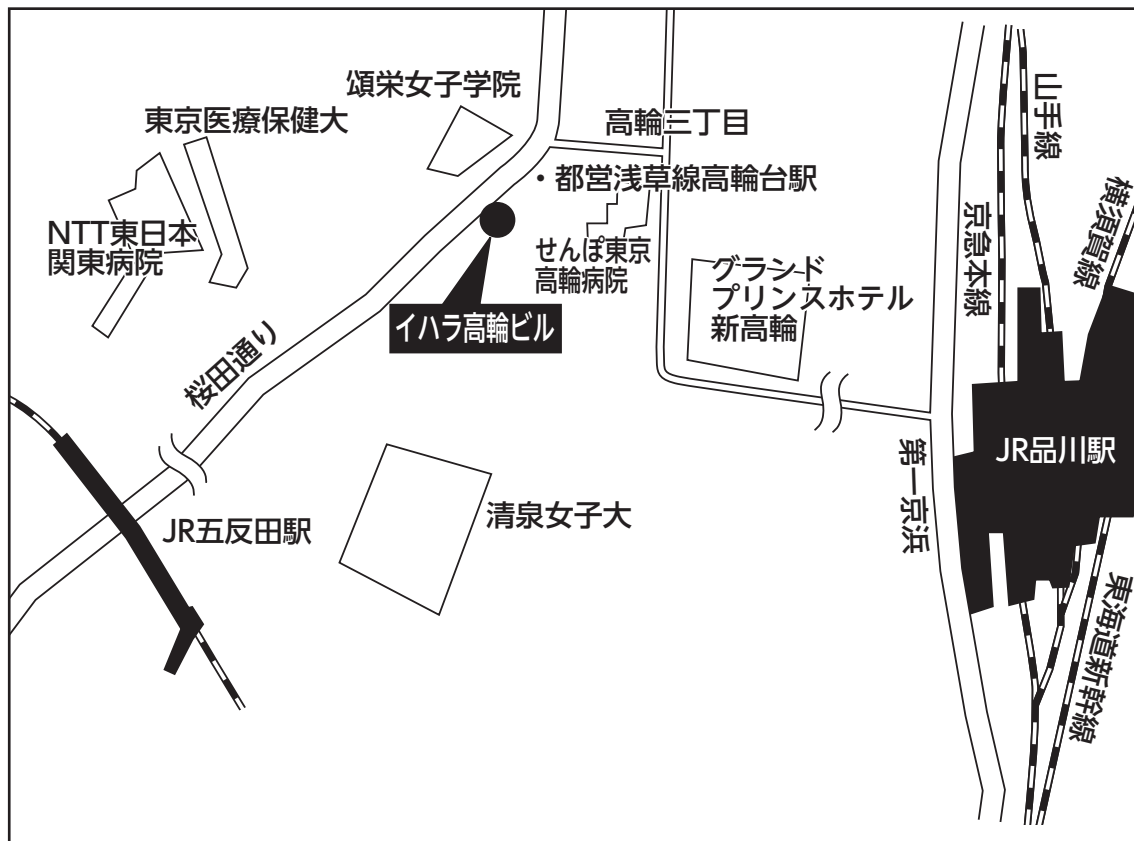 頌栄女子学院
東京医療保健大
高輪三丁目
・都営浅草線高輪台駅
山手線
横須賀線
京急本線
NTT東日本
関東病院
せんぽ東京
高輪病院
グランド
プリンスホテル
新高輪
イハラ高輪ビル
桜田通り
JR品川駅
第一京浜
清泉女子大
JR五反田駅
東海道新幹線